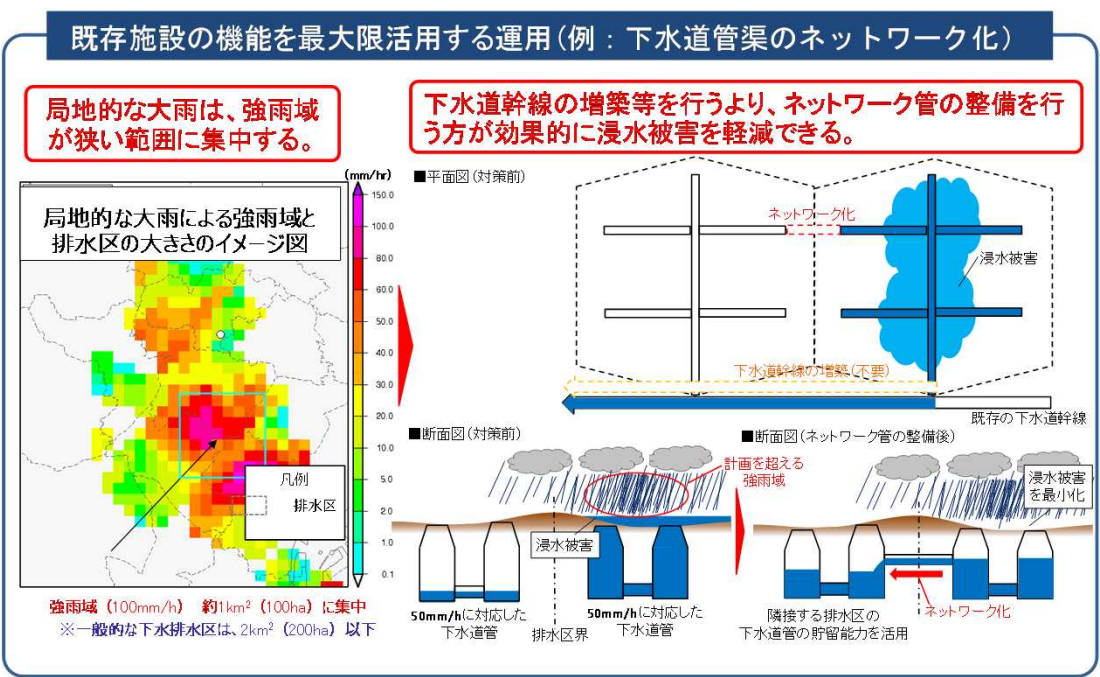 既存施設の機能を最大限活用する運用（例：下水道管渠のネットワーク化）
局地的な大雨は、強雨域
が狭い範囲に集中する。
下水道幹線の増築等を行うより、ネットワーク管の整備を行
う方が効果的に浸水被害を軽減できる。
(mm/hr)
局地的な大雨による強雨域と
排水区の大きさのイメージ図
150.0
100.0
80.0
60.0
50.0
40.0
30.0
20.0
10.0
5.0
2.0
1.0
0.1
凡例
排水区
強雨域（100mm/h） 約1km²（100ha）に集中
※一般的な下水排水区は、2km²（200ha）以下
■平面図（対策前）
ネットワーク化
浸水被害
下水道幹線の増築（不要）
既存の下水道幹線
■断面図（対策前）
計画を超える
強雨域
浸水被害
50mm/hに対応した
下水道管
排水区界
50mm/hに対応した
下水道管
■断面図（ネットワーク管の整備後）
浸水被害
を最小化
隣接する排水区の
下水道管の貯留能力を活用
ネットワーク化